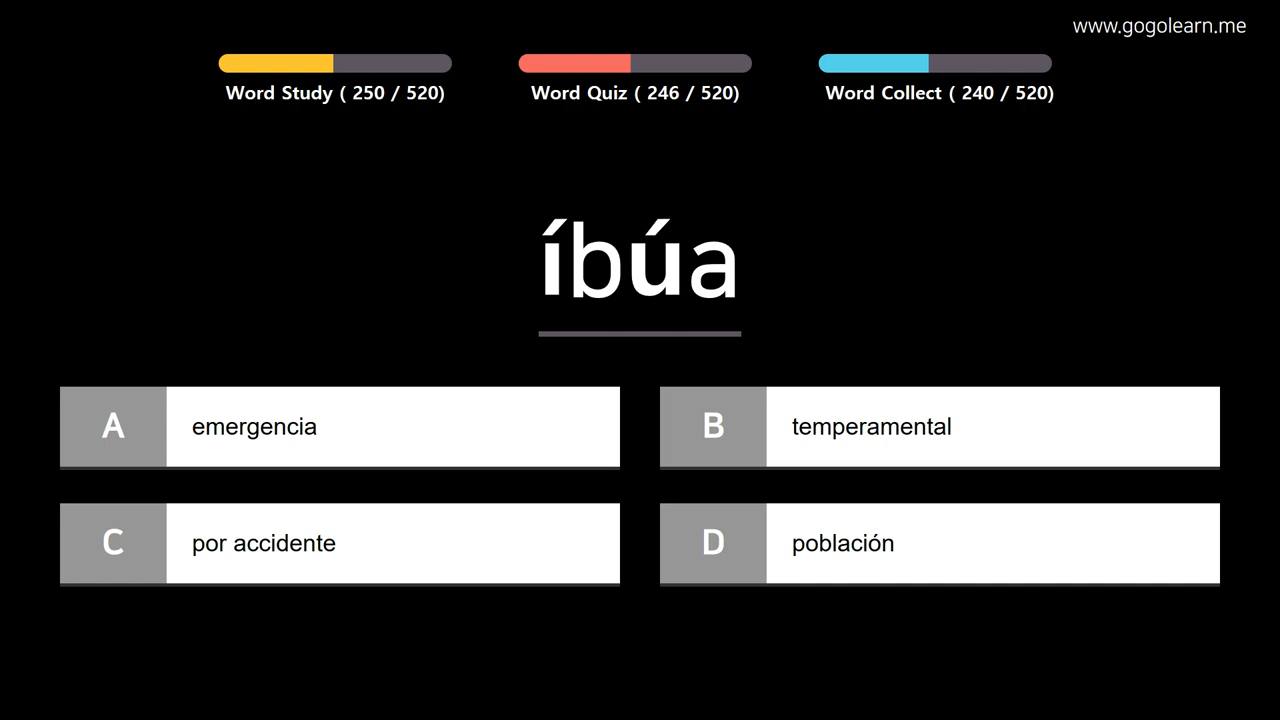 www.gogolearn.me
Word Study ( 250 / 520)
Word Quiz ( 246 / 520)
Word Collect ( 240 / 520)
íbúa
A
emergencia
B
temperamental
C
por accidente
D
población